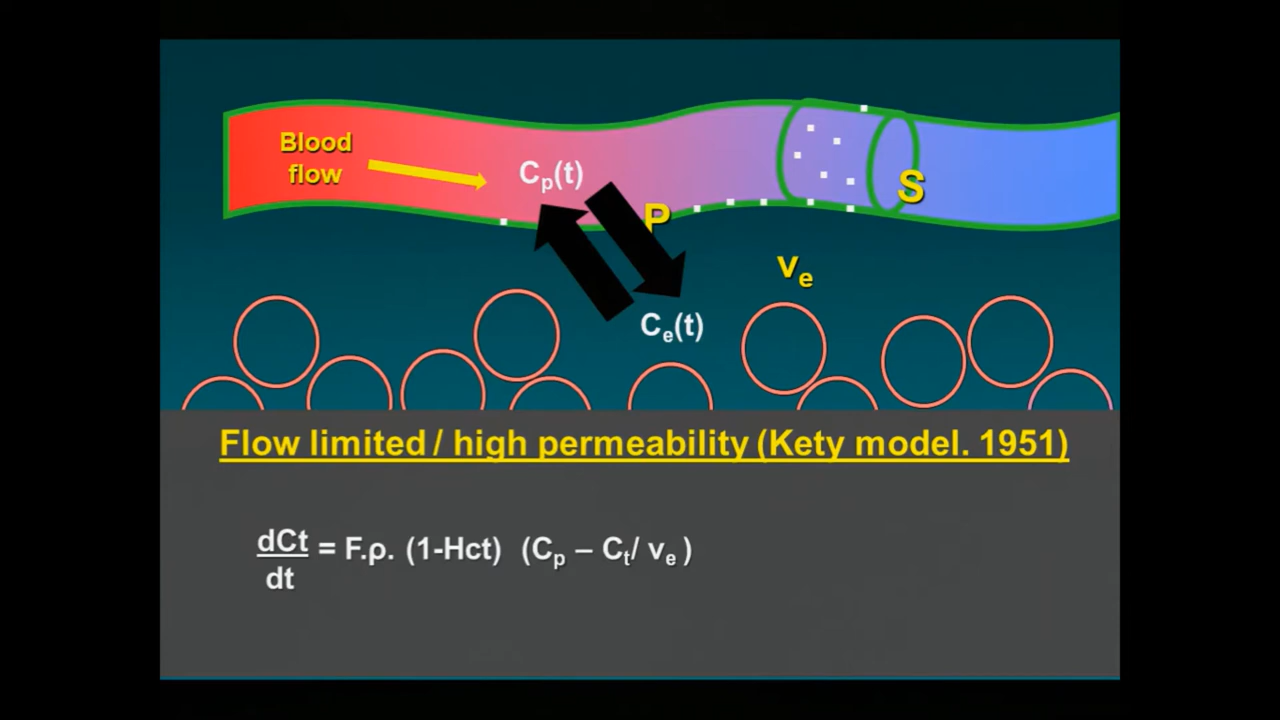 Blood
flow
Cp(t)
S
P
ve
Ce(t)
Flow limited / high permeability (Kety model. 1951)
dCt
dt
= F.ρ. (1-Hct) (Cp – Ct/ ve )